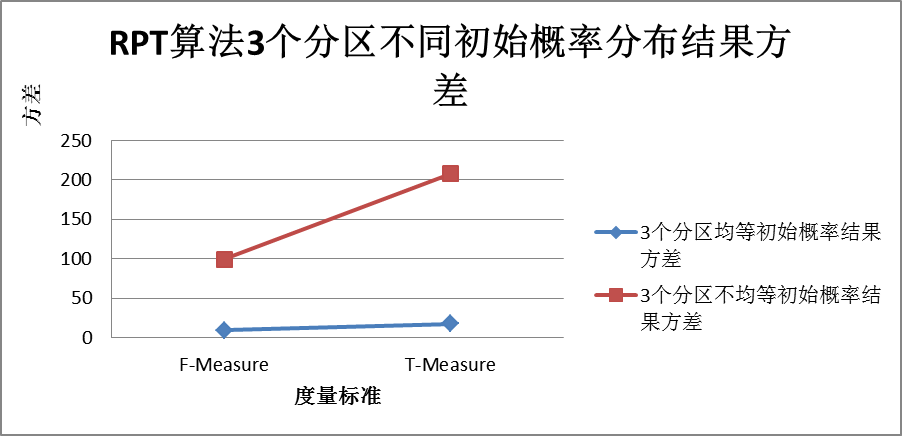 RPT算法3个分区不同初始概率分布结果方
差
方差
250
200
150
100
50
0
F-Measure
T-Measure
度量标准
3个分区均等初始概率结果
方差
3个分区不均等初始概率结
果方差